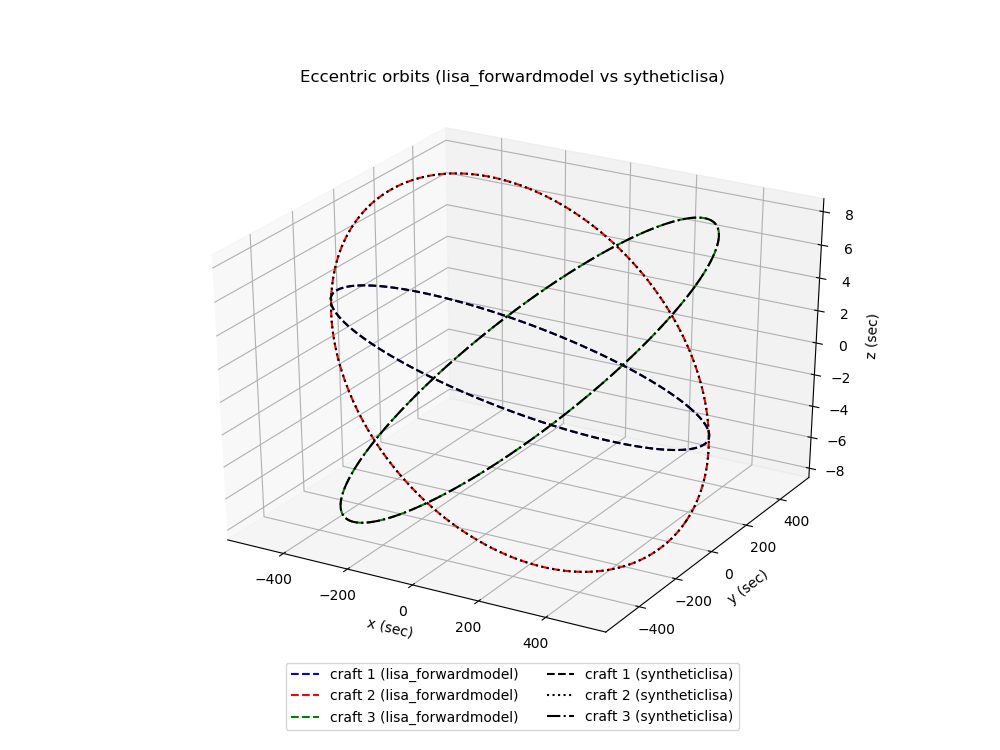 Eccentric orbits (lisa_forwardmodel vs sytheticlisa)
8
6
4
2
0
−2
−4
−6
−8
z (sec)
400
200
0
−200
−400
y (sec)
−400
−200
0
200
400
x (sec)
craft 1 (lisa_forwardmodel)
craft 2 (lisa_forwardmodel)
craft 3 (lisa_forwardmodel)
craft 1 (syntheticlisa)
craft 2 (syntheticlisa)
craft 3 (syntheticlisa)